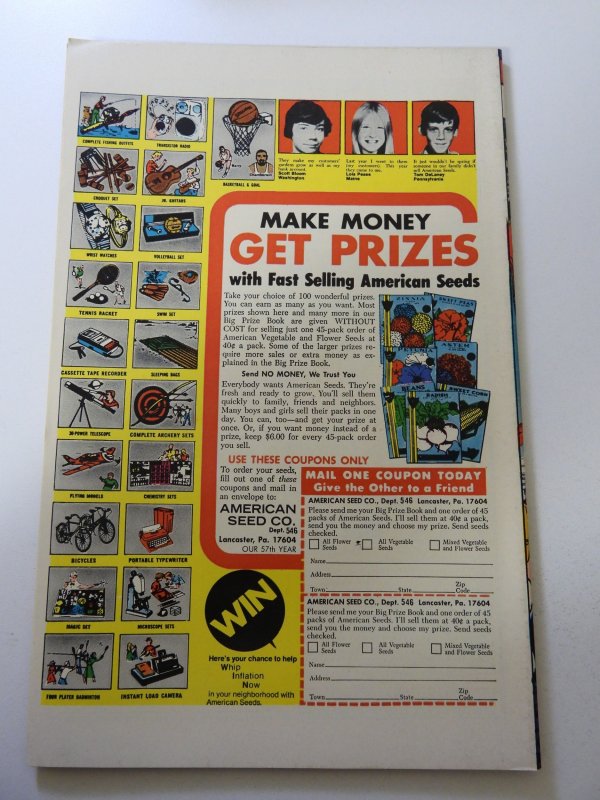 COMPLETE FISHING OUTFITS
TRANSISTOR RADIO
BASKETBALL & GOAL
CROQUET SET
JR. GUITARS
WRIST WATCHES
VOLLEYBALL SET
TENNIS RACKET
SWIM SET
CASSETTE TAPE RECORDER
SLEEPING BAGS
30-POWER TELESCOPE
COMPLETE ARCHERY SETS
FLYING MODELS
CHEMISTRY SETS
BICYCLES
PORTABLE TYPEWRITER
MAGIC SET
MICROSCOPE SETS
FOUR PLAYER BADMINTON
INSTANT LOAD CAMERA
They make my customers'
gardens grow as well as my
bank account.
Scott Bloom
Washington
Last year I went to three
(my customers). This year
they came to me.
Lois Pease
Maine
It just wouldn't be spring if
someone in our family didn't
sell American Seeds.
Tom DeLaney
Pennsylvania
MAKE MONEY
GET PRIZES
with Fast Selling American Seeds
Take your choice of 100 wonderful prizes.
You can earn as many as you want. Most
prizes shown here and many more in our
Big Prize Book are given WITHOUT
COST for selling just one 45-pack order of
American Vegetable and Flower Seeds at
40¢ a pack. Some of the larger prizes re-
quire more sales or extra money as ex-
plained in the Big Prize Book.
Send NO MONEY, We Trust You
Everybody wants American Seeds. They're
fresh and ready to grow. You'll sell them
quickly to family, friends and neighbors.
Many boys and girls sell their packs in one
day. You can, too—and get your prize at
once. Or, if you want money instead of a
prize, keep $6.00 for every 45-pack order
you sell.
ZINNIA
SWEET PEAS
ASTER
BEANS
RADISH
SWEET CORN
USE THESE COUPONS ONLY
To order your seeds,
fill out one of these
coupons and mail in
an envelope to:
AMERICAN
SEED CO.
Dept. 546
Lancaster, Pa. 17604
OUR 57th YEAR
MAIL ONE COUPON TODAY
Give the Other to a Friend
AMERICAN SEED CO., Dept. 546 Lancaster, Pa. 17604
Please send me your Big Prize Book and one order of 45
packs of American Seeds. I'll sell them at 40¢ a pack,
send you the money and choose my prize. Send seeds
checked.
All Flower
Seeds
All Vegetable
Seeds
Mixed Vegetable
and Flower Seeds
Name
Address
Town State Zip Code
AMERICAN SEED CO., Dept. 546 Lancaster, Pa. 17604
Please send me your Big Prize Book and one order of 45
packs of American Seeds. I'll sell them at 40¢ a pack,
send you the money and choose my prize. Send seeds
checked.
All Flower
Seeds
All Vegetable
Seeds
Mixed Vegetable
and Flower Seeds
Name
Address
Town State Zip Code
WIN
Here's your chance to help
Whip
Inflation
Now
in your neighborhood with
American Seeds.